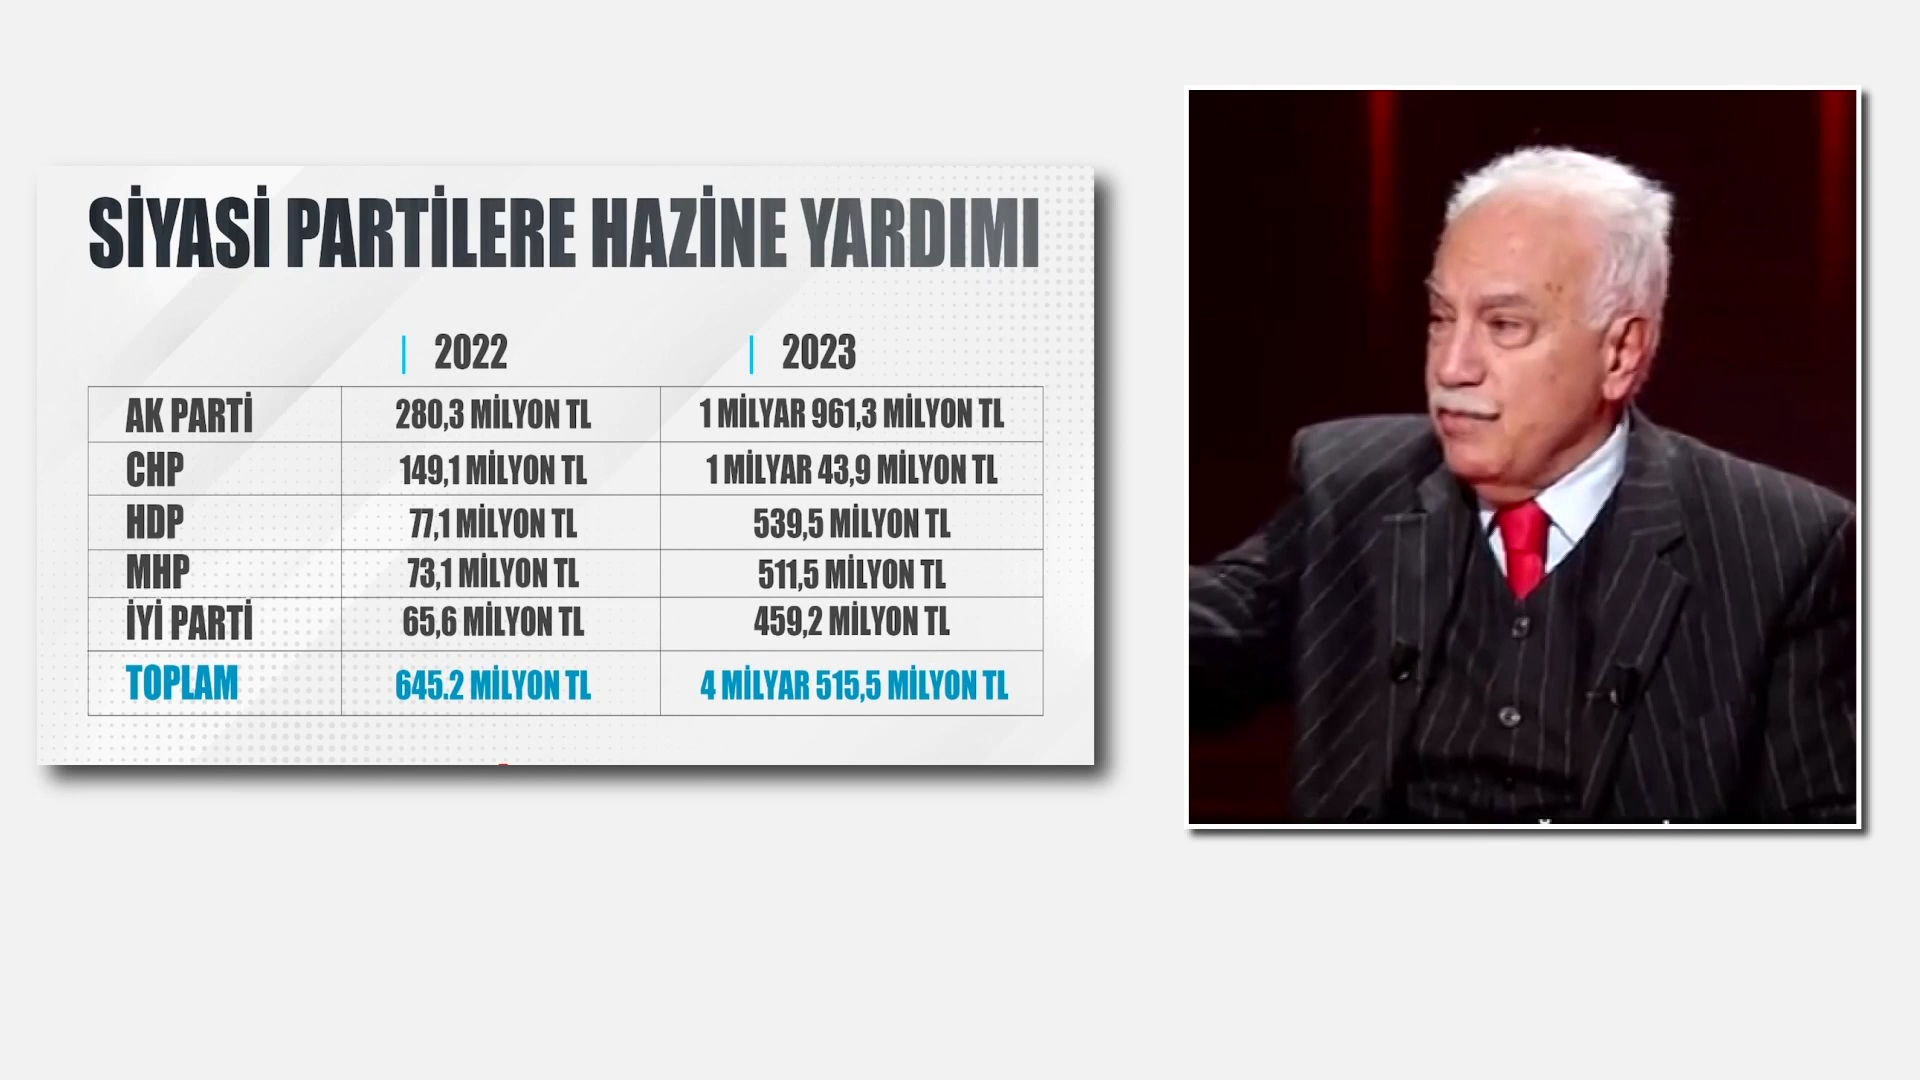 SİYASİ PARTİLERE HAZİNE YARDIMI
2022 2023
AK PARTİ 280,3 MİLYON TL 1 MİLYAR 961,3 MİLYON TL
CHP 149,1 MİLYON TL 1 MİLYAR 43,9 MİLYON TL
HDP 77,1 MİLYON TL 539,5 MİLYON TL
MHP 73,1 MİLYON TL 511,5 MİLYON TL
İYİ PARTİ 65,6 MİLYON TL 459,2 MİLYON TL
TOPLAM 645.2 MİLYON TL 4 MİLYAR 515,5 MİLYON TL